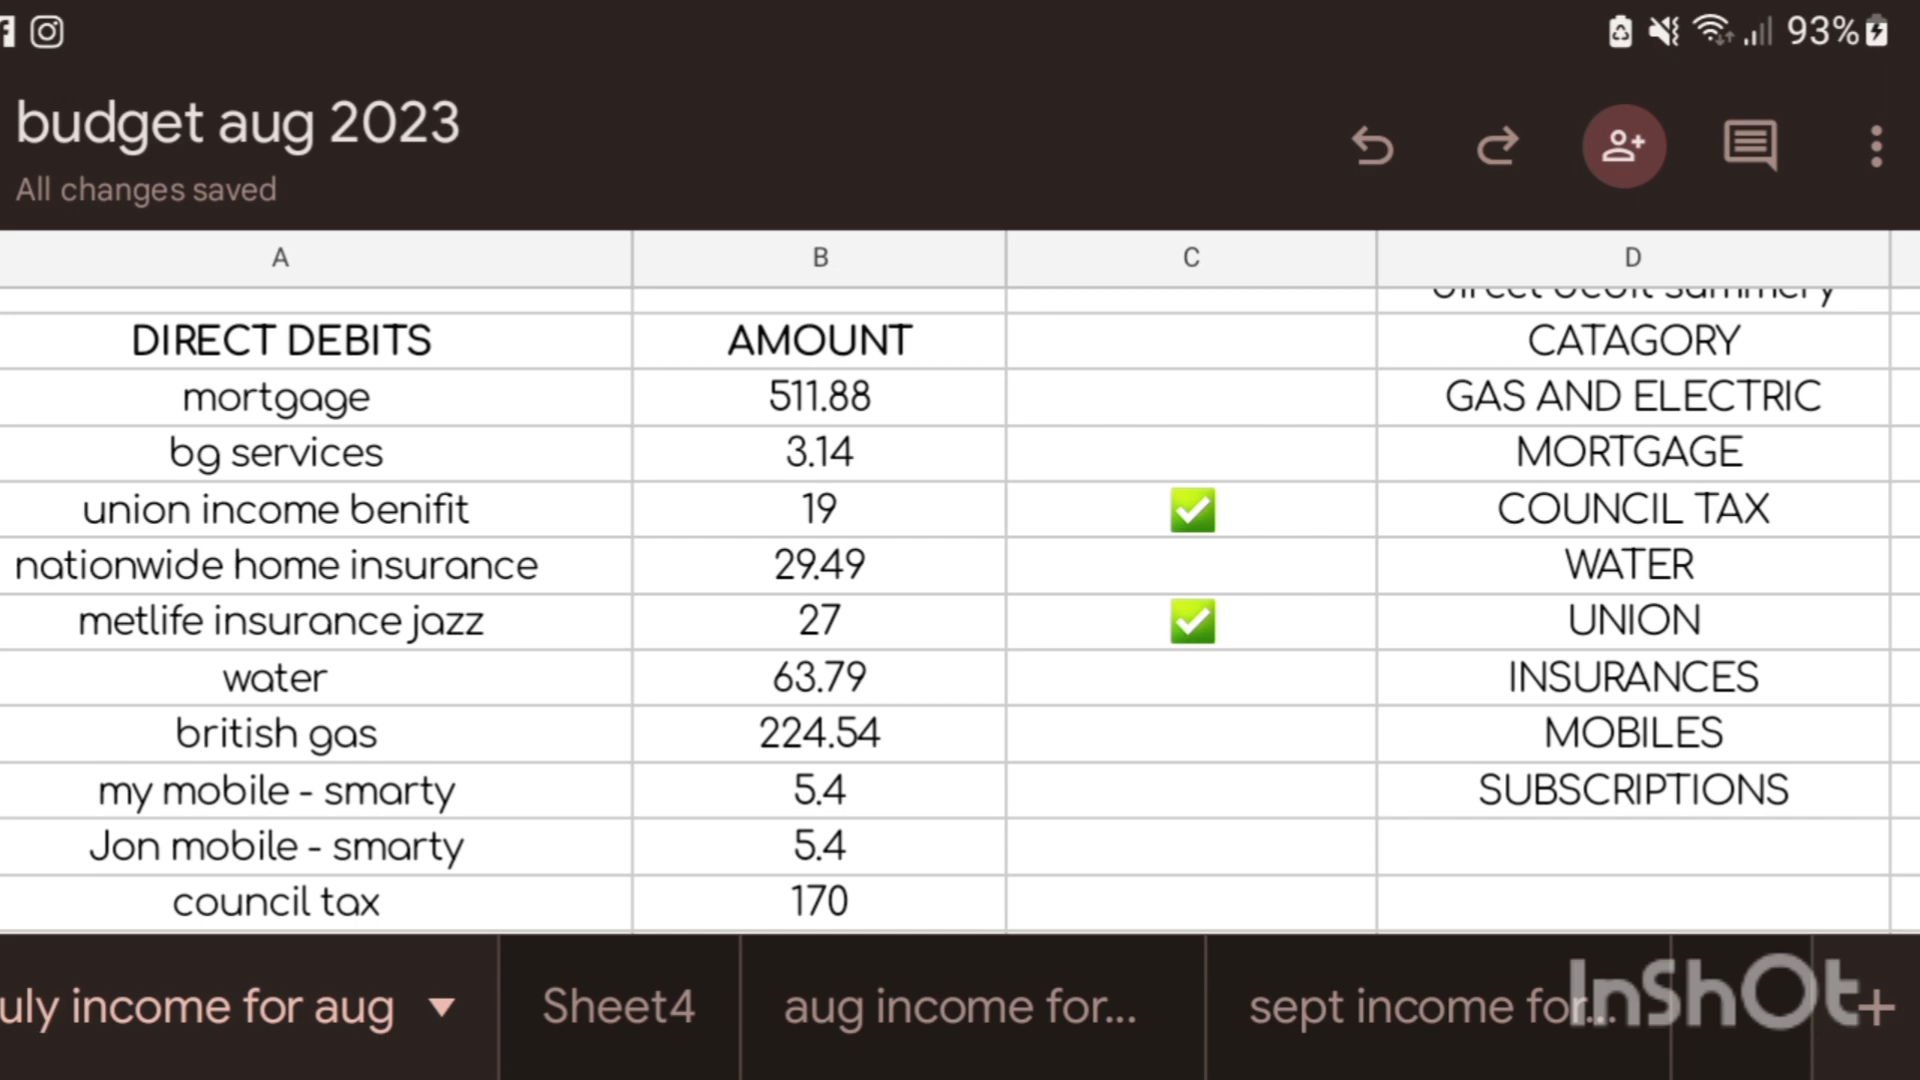 93%
budget aug 2023
All changes saved
A B C D
Direct debit summery
DIRECT DEBITS AMOUNT CATAGORY
mortgage 511.88 GAS AND ELECTRIC
bg services 3.14 MORTGAGE
union income benifit 19 ✅ COUNCIL TAX
nationwide home insurance 29.49 WATER
metlife insurance jazz 27 ✅ UNION
water 63.79 INSURANCES
british gas 224.54 MOBILES
my mobile - smarty 5.4 SUBSCRIPTIONS
Jon mobile - smarty 5.4
council tax 170
uly income for aug Sheet4 aug income for... sept income for... +
InShOt